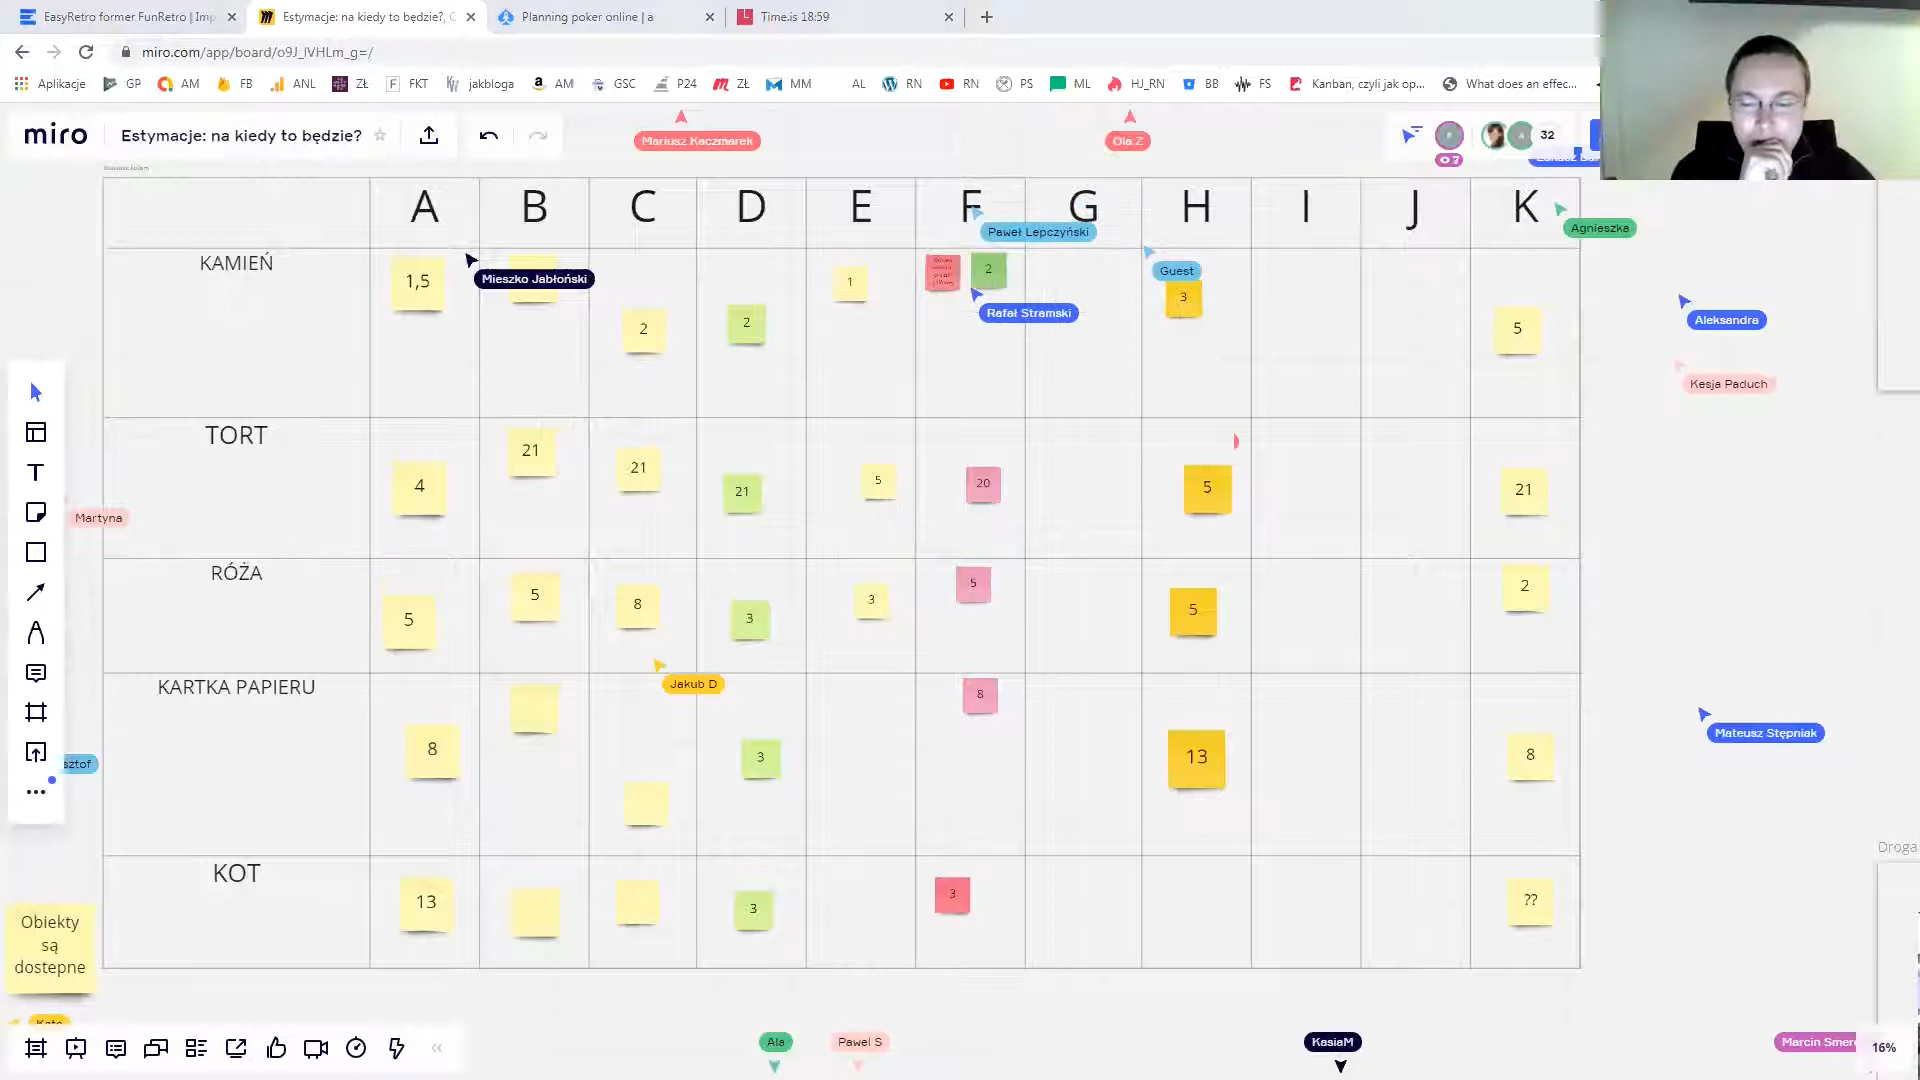 EasyRetro former FunRetro | Imp
Estymacje: na kiedy to będzie?, C
Planning poker online | a
Time.is 18:59
miro.com/app/board/o9J_lVHLm_g=/
Aplikacje GP AM FB ANL ZŁ FKT jakbloga AM GSC P24 ZŁ MM AL RN RN PS ML HJ_RN BB FS Kanban, czyli jak op... What does an effec...
miro Estymacje: na kiedy to będzie?
Mariusz Kaczmarek
Ola Z
32
3
A B C D E F G H I J K
Paweł Lepczyński
Agnieszka
KAMIEŃ
1,5
Mieszko Jabłoński
2
2
1
2
Rafał Stramski
Guest
3
5
Aleksandra
Kesja Paduch
TORT
4
21
21
21
5
20
5
21
Martyna
RÓŻA
5
5
8
3
3
5
5
2
Jakub D
KARTKA PAPIERU
8
3
8
13
8
Mateusz Stępniak
sztof
KOT
13
3
3
??
Droga
Obiekty
są
dostepne
Ala
Pawel S
KasiaM
Marcin Smer
16%